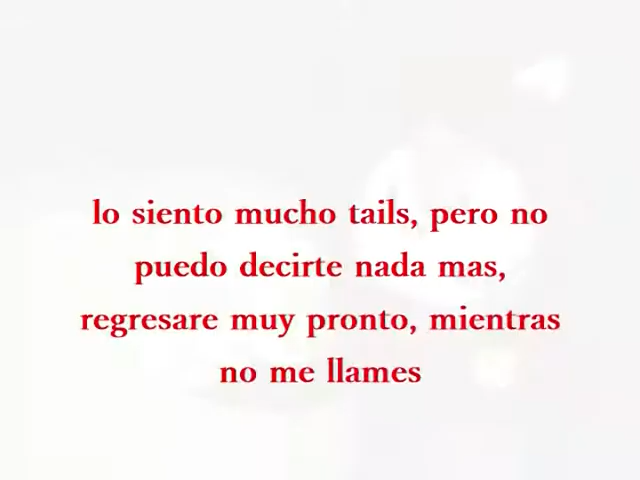 lo siento mucho tails, pero no
puedo decirte nada mas,
regresare muy pronto, mientras
no me llames